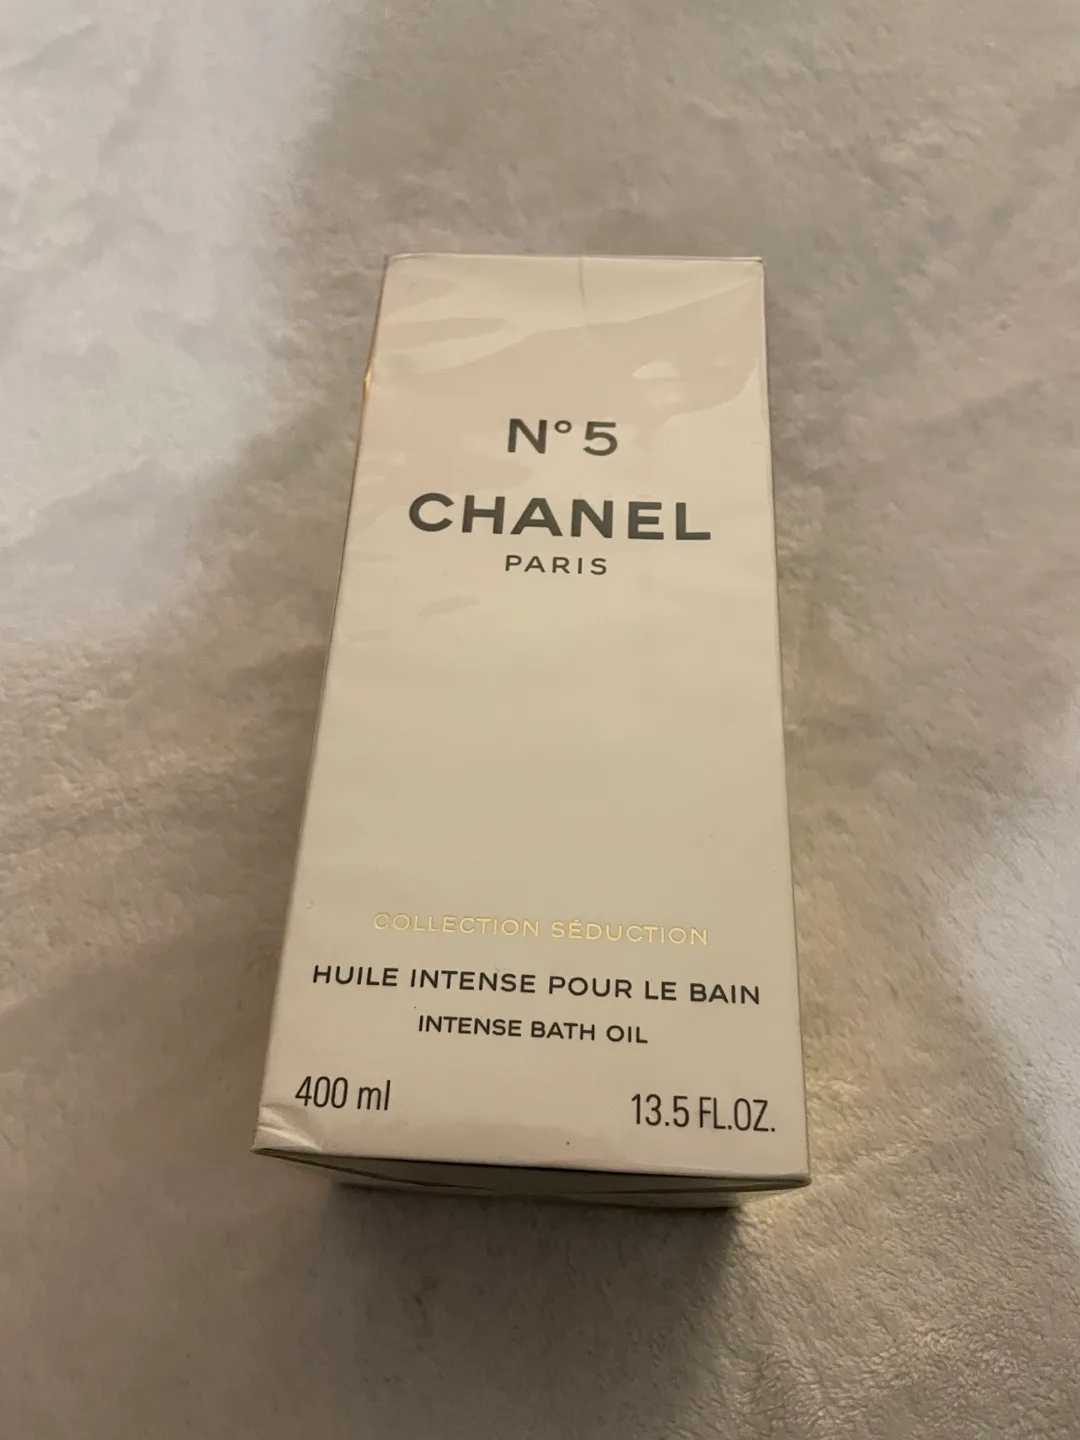 N°5
CHANEL
PARIS
COLLECTION SÉDUCTION
HUILE INTENSE POUR LE BAIN
INTENSE BATH OIL
400 ml
13.5 FL.OZ.